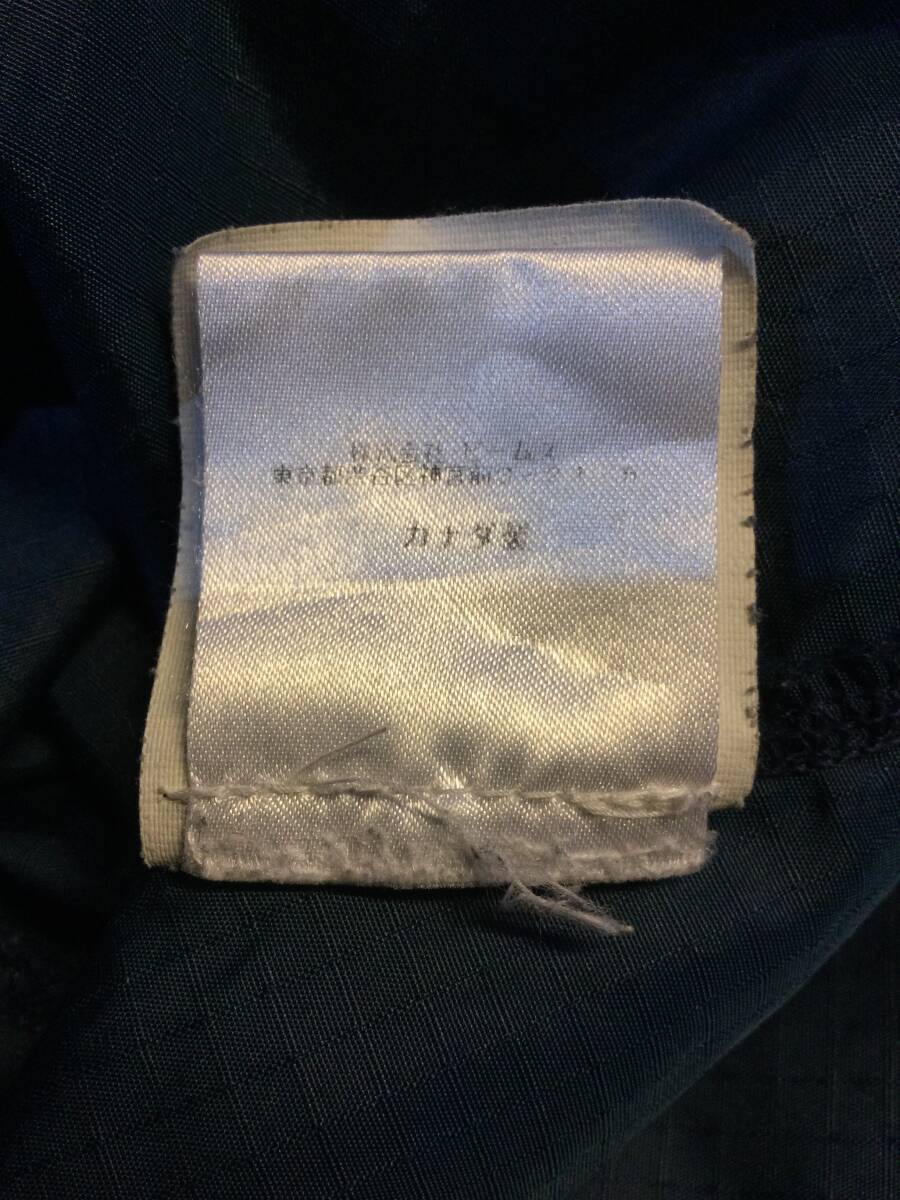 株式会社 ビームス
東京都渋谷区神宮前
カナダ製